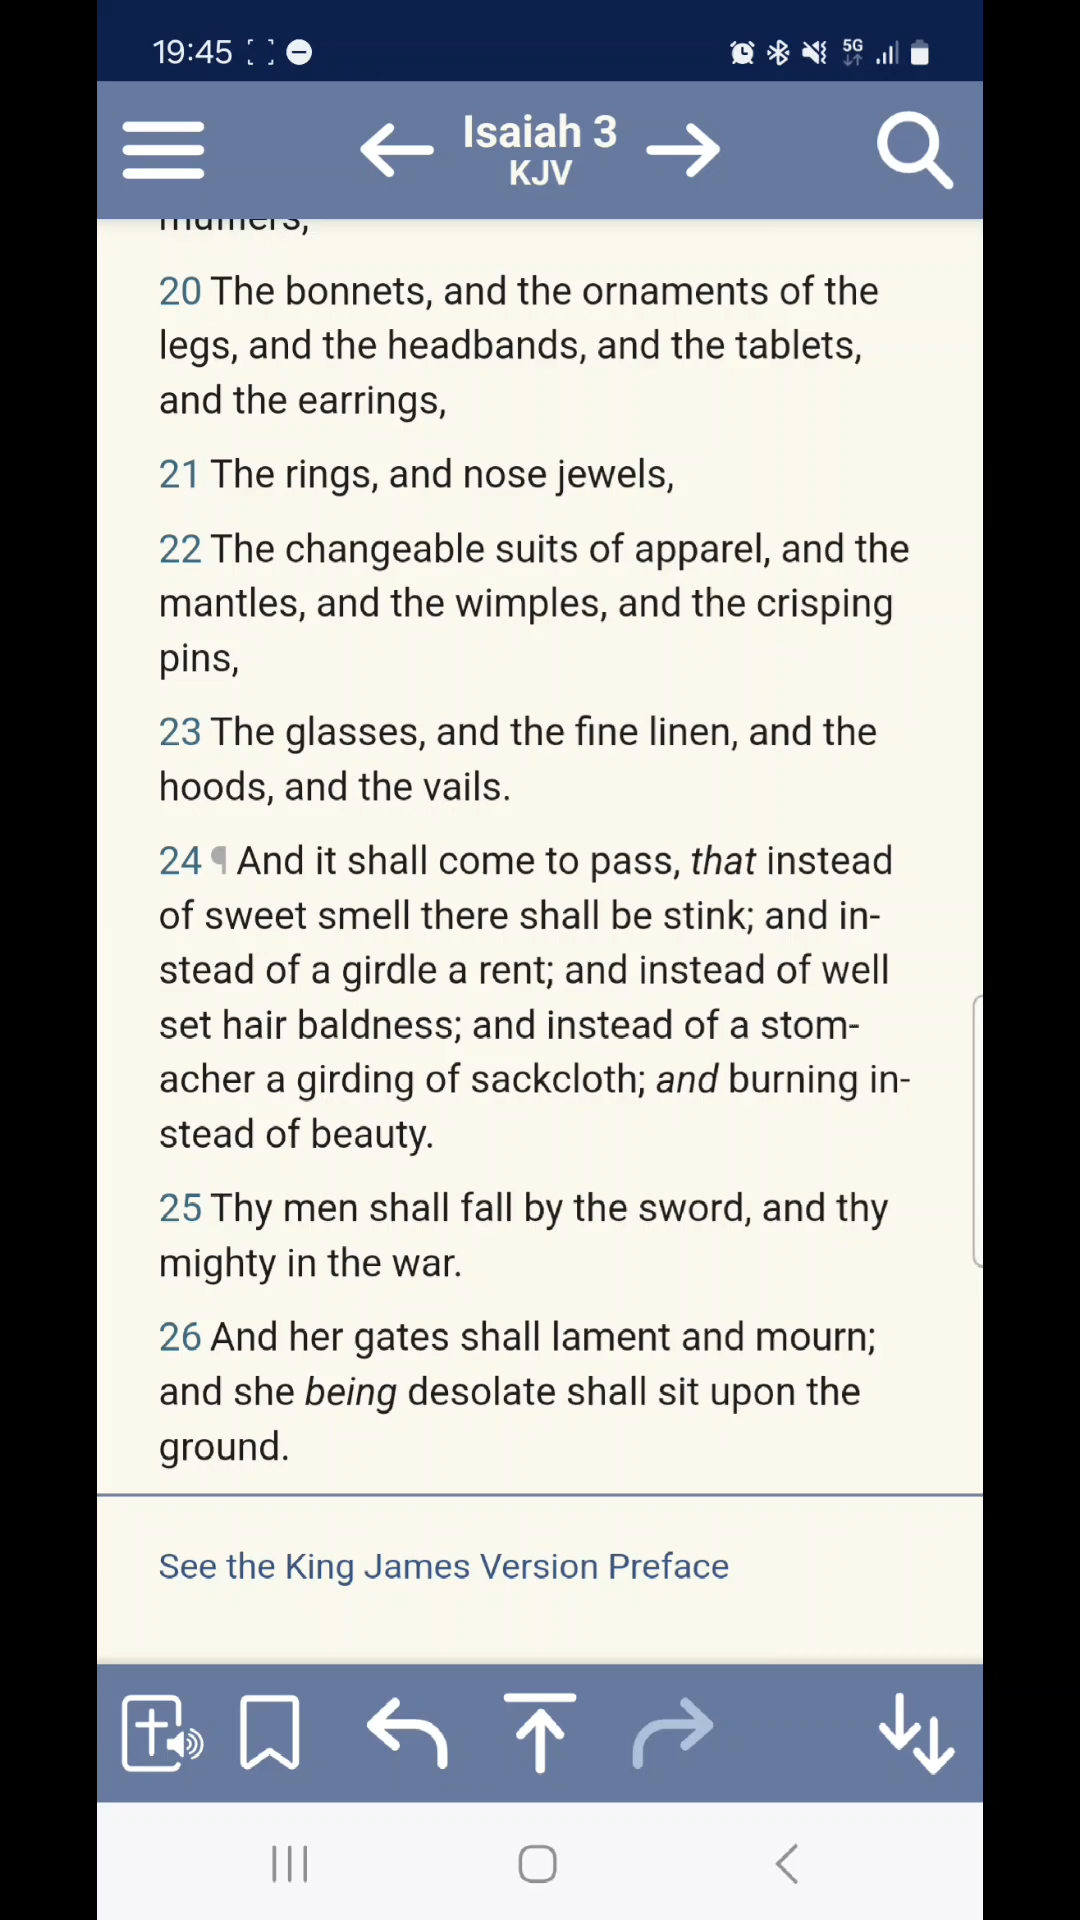 19:45
5G
Isaiah 3
KJV
mufflers,
20 The bonnets, and the ornaments of the
legs, and the headbands, and the tablets,
and the earrings,
21 The rings, and nose jewels,
22 The changeable suits of apparel, and the
mantles, and the wimples, and the crisping
pins,
23 The glasses, and the fine linen, and the
hoods, and the vails.
24 ¶ And it shall come to pass, that instead
of sweet smell there shall be stink; and in-
stead of a girdle a rent; and instead of well
set hair baldness; and instead of a stom-
acher a girding of sackcloth; and burning in-
stead of beauty.
25 Thy men shall fall by the sword, and thy
mighty in the war.
26 And her gates shall lament and mourn;
and she being desolate shall sit upon the
ground.
See the King James Version Preface